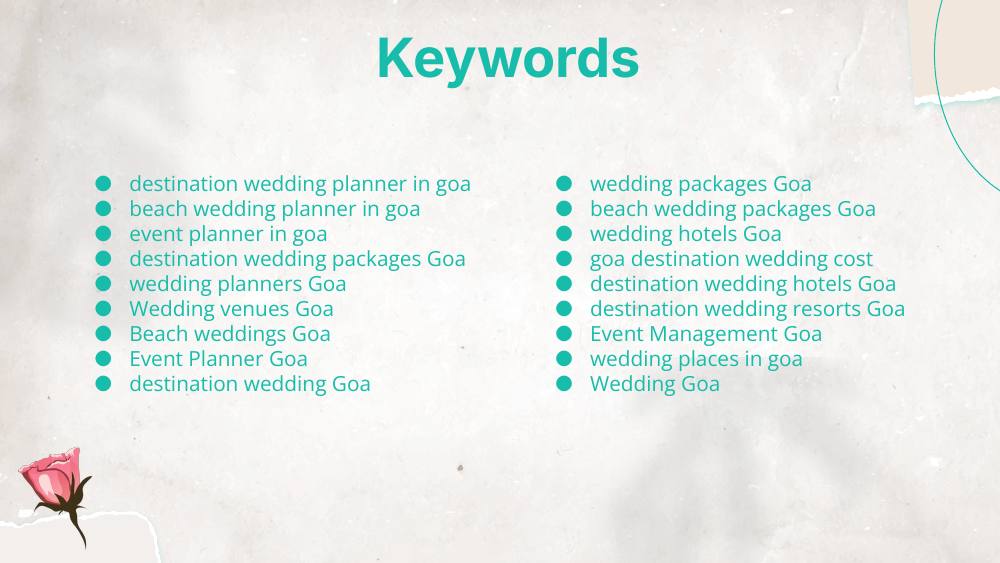 Keywords
destination wedding planner in goa
beach wedding planner in goa
event planner in goa
destination wedding packages Goa
wedding planners Goa
Wedding venues Goa
Beach weddings Goa
Event Planner Goa
destination wedding Goa
wedding packages Goa
beach wedding packages Goa
wedding hotels Goa
goa destination wedding cost
destination wedding hotels Goa
destination wedding resorts Goa
Event Management Goa
wedding places in goa
Wedding Goa